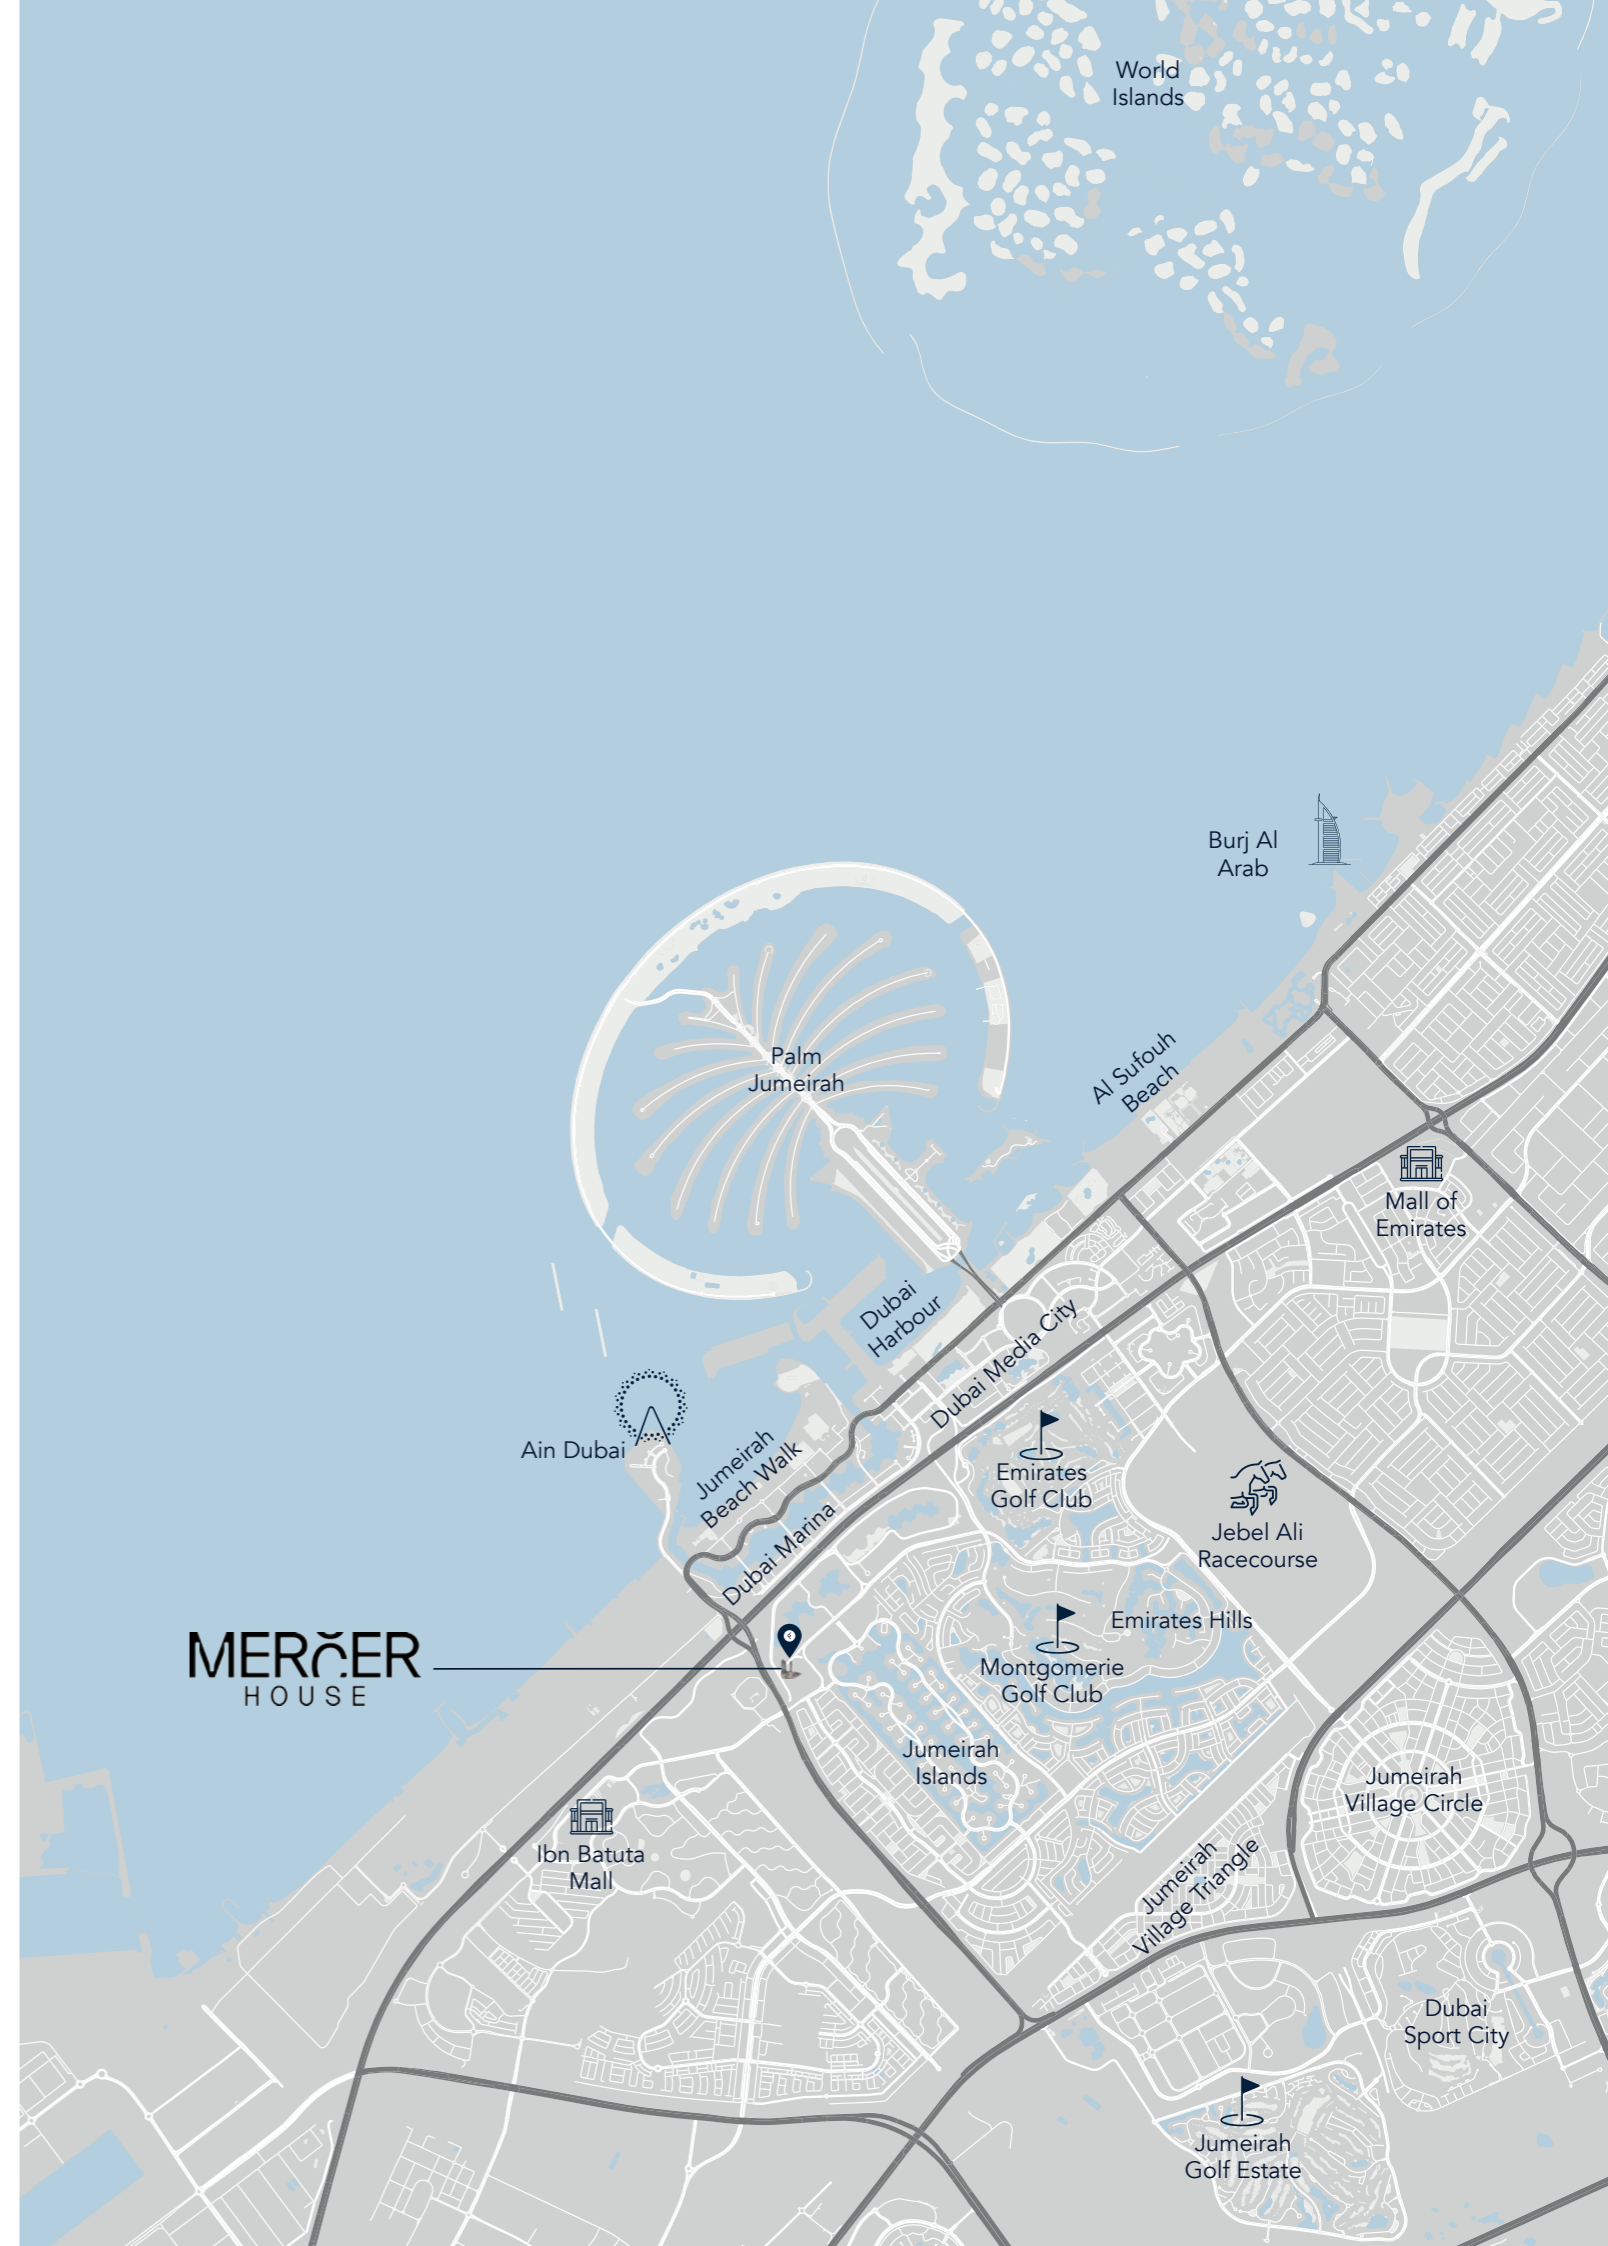 World
Islands
Burj Al
Arab
Palm
Jumeirah
Al Sufouh
Beach
Mall of
Emirates
Dubai
Harbour
Dubai Media City
Ain Dubai
Jumeirah
Beach Walk
Emirates
Golf Club
Jebel Ali
Racecourse
Dubai Marina
Emirates Hills
MERCER
HOUSE
Montgomerie
Golf Club
Jumeirah
Islands
Jumeirah
Village Circle
Ibn Batuta
Mall
Jumeirah
Village Triangle
Dubai
Sport City
Jumeirah
Golf Estate